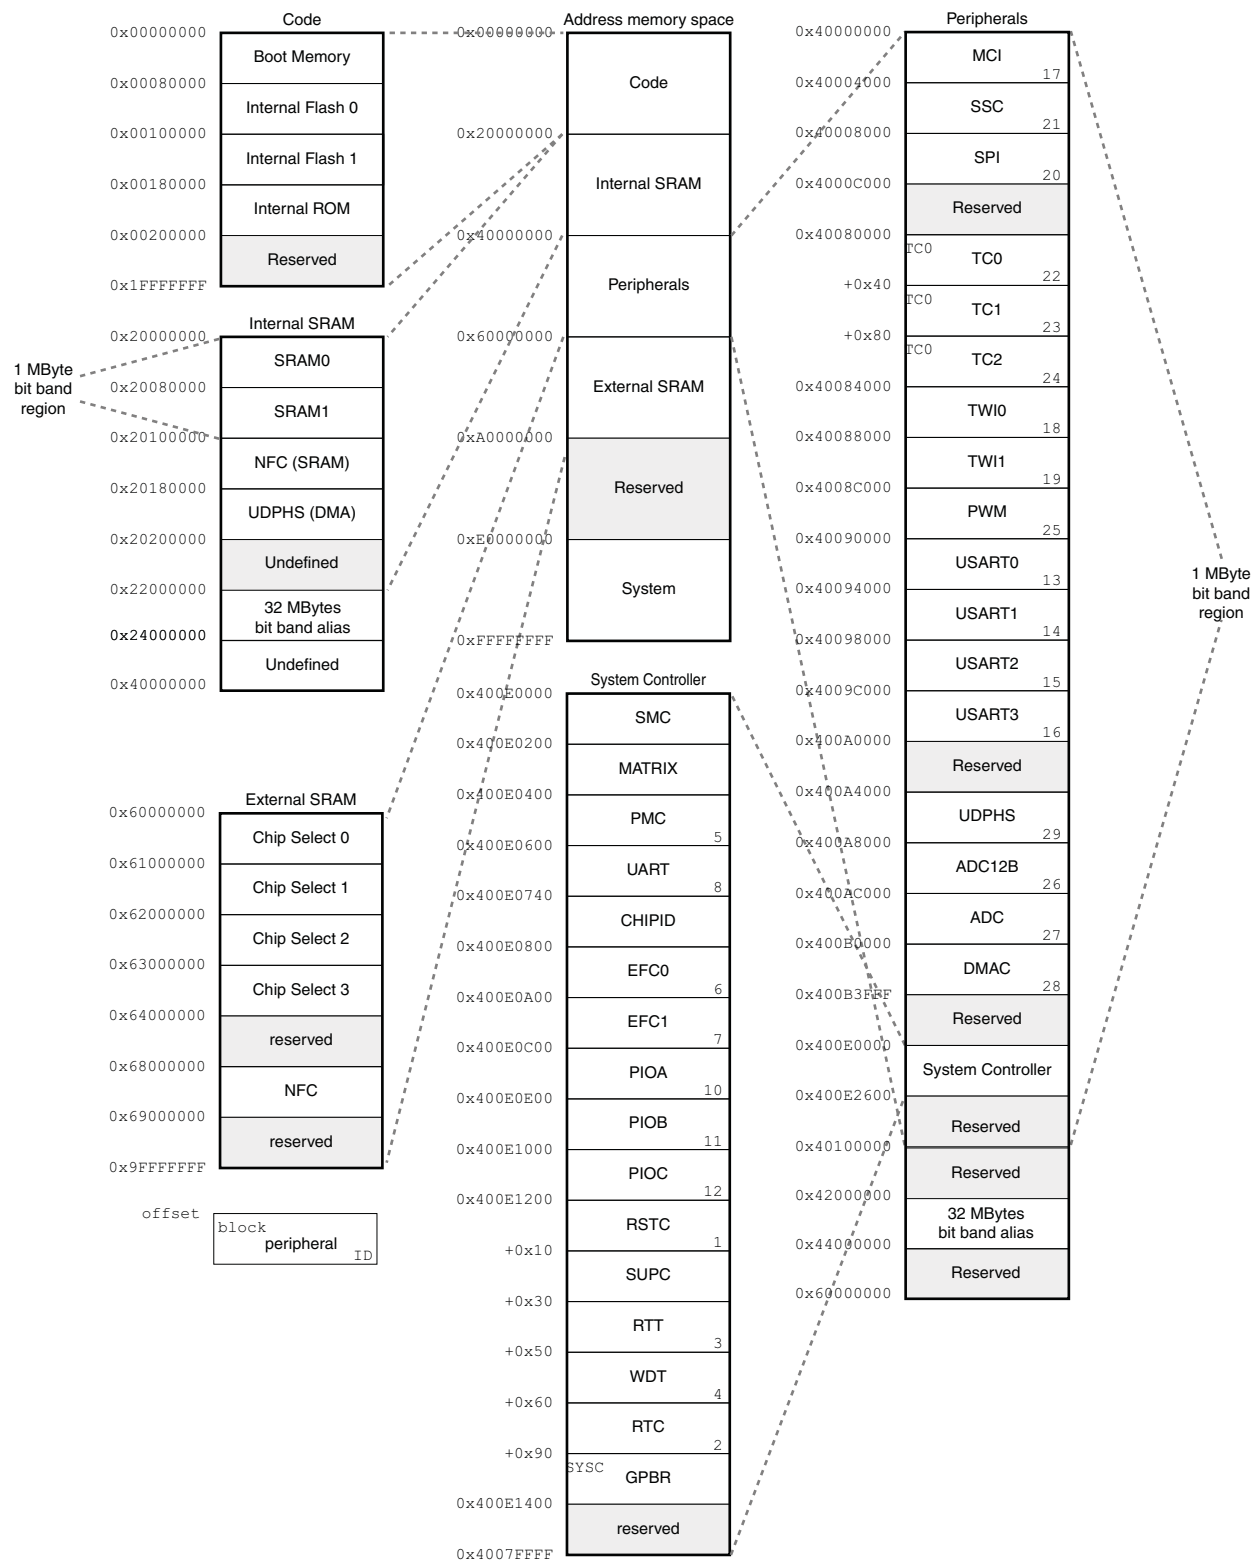 Code
0x00000000
Boot Memory
0x00080000
Internal Flash 0
0x00100000
Internal Flash 1
0x00180000
Internal ROM
0x00200000
Reserved
0x1FFFFFFF
Internal SRAM
0x20000000
SRAM0
1 MByte
bit band
region
0x20080000
SRAM1
0x20100000
NFC (SRAM)
0x20180000
UDPHS (DMA)
0x20200000
Undefined
0x22000000
32 MBytes
bit band alias
0x24000000
Undefined
0x40000000
External SRAM
0x60000000
Chip Select 0
0x61000000
Chip Select 1
0x62000000
Chip Select 2
0x63000000
Chip Select 3
0x64000000
reserved
0x68000000
NFC
0x69000000
reserved
0x9FFFFFFF
offset
block
peripheral
ID
Address memory space
0x00000000
Code
0x20000000
Internal SRAM
0x40000000
Peripherals
0x60000000
External SRAM
0xA0000000
Reserved
0xE0000000
System
0xFFFFFFFF
System Controller
0x400E0000
SMC
0x400E0200
MATRIX
0x400E0400
PMC
5
0x400E0600
UART
8
0x400E0740
CHIPID
0x400E0800
EFC0
6
0x400E0A00
EFC1
7
0x400E0C00
PIOA
10
0x400E0E00
PIOB
11
0x400E1000
PIOC
12
0x400E1200
RSTC
1
+0x10
SUPC
+0x30
RTT
3
+0x50
WDT
4
+0x60
RTC
2
+0x90
SYSC
GPBR
0x400E1400
reserved
0x4007FFFF
Peripherals
0x40000000
MCI
17
0x40004000
SSC
21
0x40008000
SPI
20
0x4000C000
Reserved
0x40080000
TC0
TC0
22
+0x40
TC0
TC1
23
+0x80
TC0
TC2
24
0x40084000
TWI0
18
0x40088000
TWI1
19
0x4008C000
PWM
25
0x40090000
USART0
13
0x40094000
USART1
14
0x40098000
USART2
15
0x4009C000
USART3
16
0x400A0000
Reserved
0x400A4000
UDPHS
29
0x400A8000
ADC12B
26
0x400AC000
ADC
27
0x400B0000
DMAC
28
0x400B3FFF
Reserved
0x400E0000
System Controller
0x400E2600
Reserved
0x40100000
Reserved
0x42000000
32 MBytes
bit band alias
0x44000000
Reserved
0x60000000
1 MByte
bit band
region